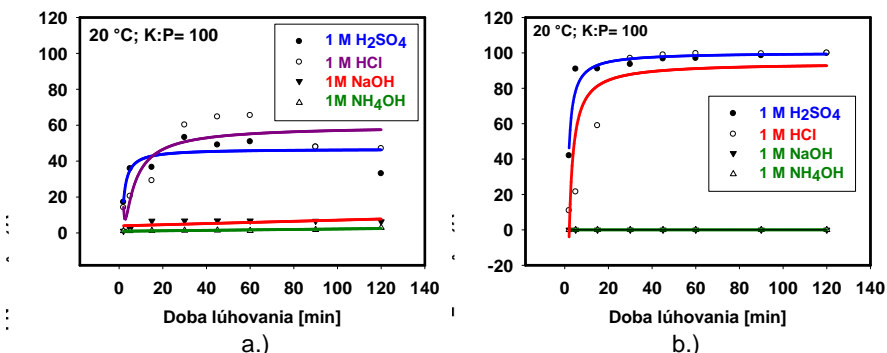 120
100
80
60
40
20
0
20 °C; K:P= 100
1 M H2SO4
1 M HCl
1M NaOH
1M NH4OH
0 20 40 60 80 100 120 140
Doba lúhovania [min]
a.)
120
100
80
60
40
20
0
-20
20 °C; K:P= 100
1 M H2SO4
1 M HCl
1 M NaOH
1 M NH4OH
0 20 40 60 80 100 120 140
Doba lúhovania [min]
b.)